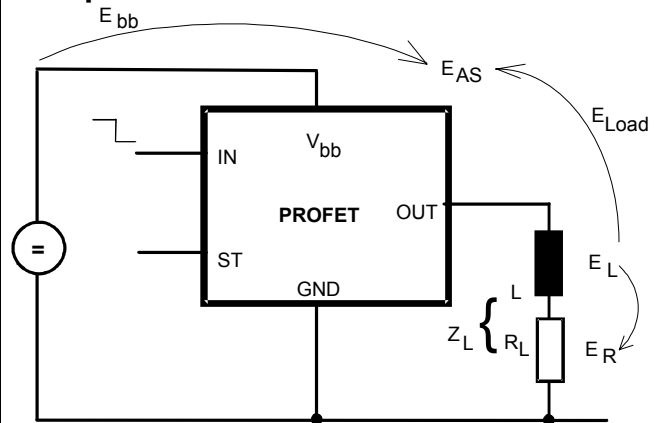 E bb
E AS
E Load
V bb
IN
PROFET
OUT
=
ST
GND
E L
L
Z L { R L
E R